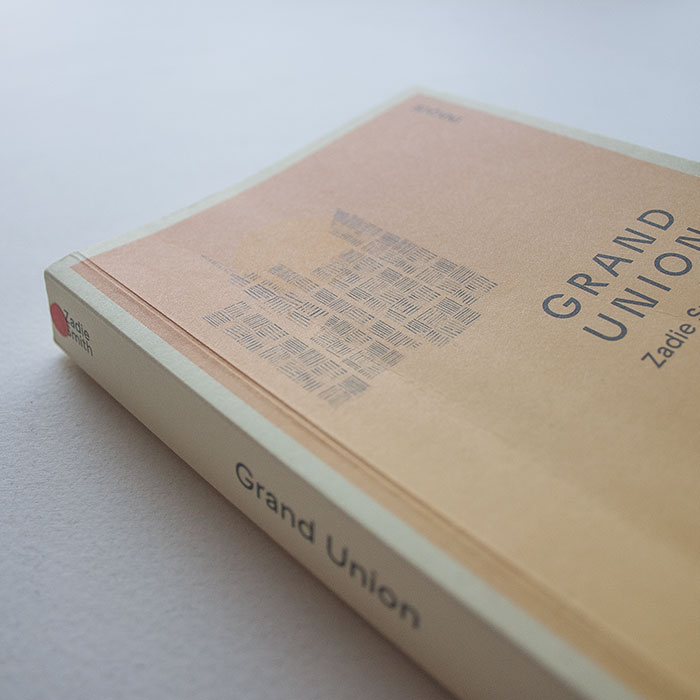 GRAND
UNION
Zadie S
Zadie
Smith
Grand Union